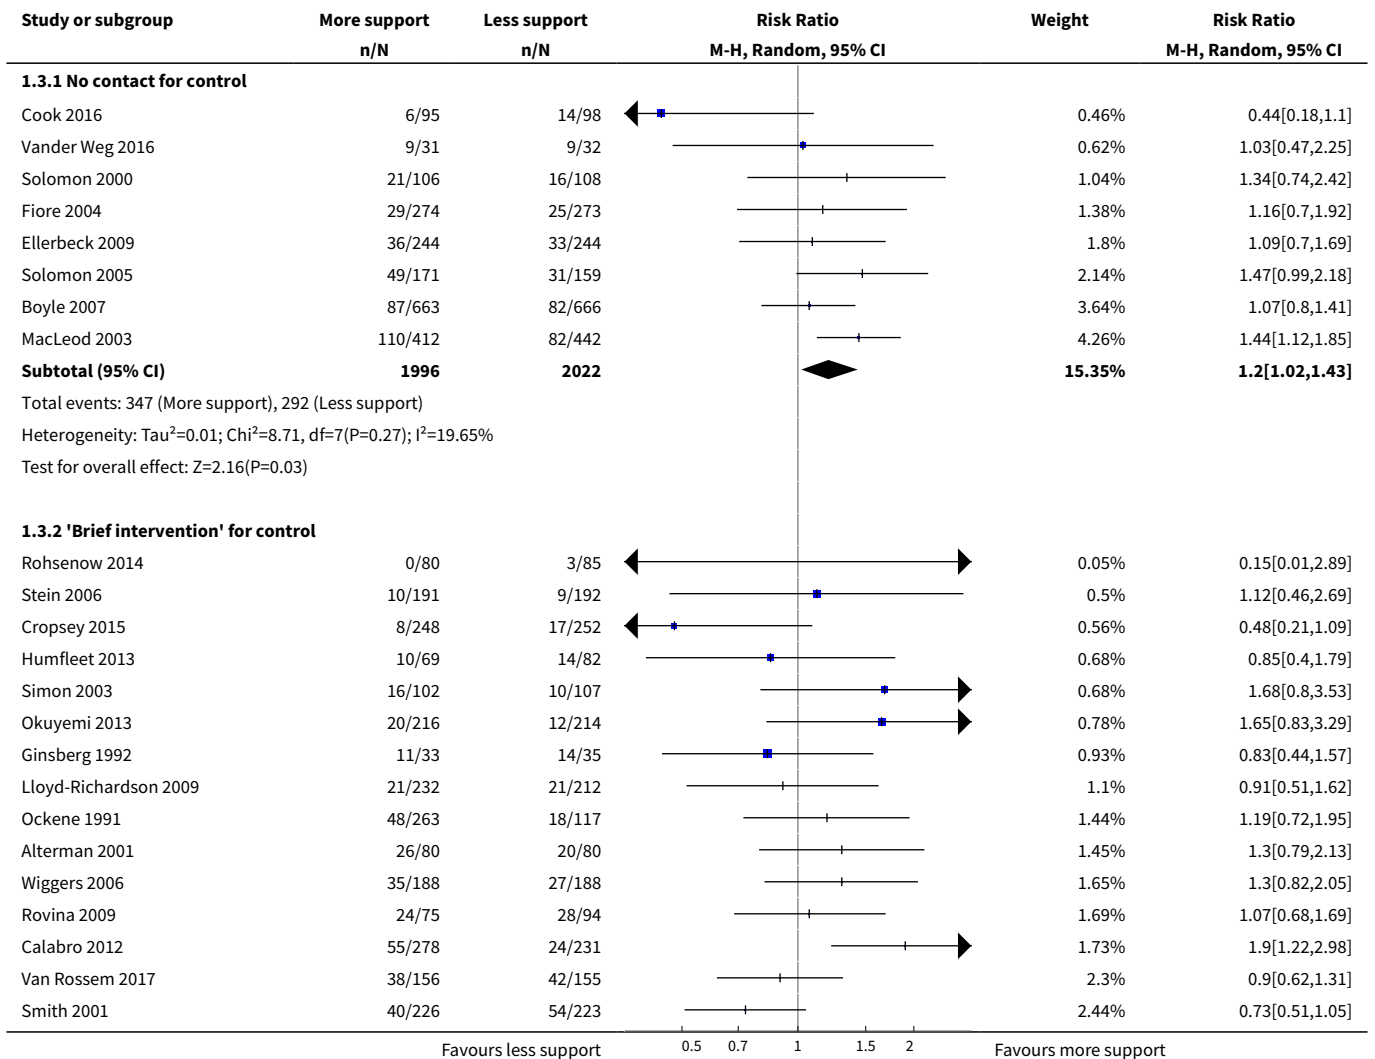 Study or subgroup More support Less support Risk Ratio Weight Risk Ratio
n/N n/N M-H, Random, 95% CI M-H, Random, 95% CI
1.3.1 No contact for control
Cook 2016 6/95 14/98 0.46% 0.44[0.18,1.1]
Vander Weg 2016 9/31 9/32 0.62% 1.03[0.47,2.25]
Solomon 2000 21/106 16/108 1.04% 1.34[0.74,2.42]
Fiore 2004 29/274 25/273 1.38% 1.16[0.7,1.92]
Ellerbeck 2009 36/244 33/244 1.8% 1.09[0.7,1.69]
Solomon 2005 49/171 31/159 2.14% 1.47[0.99,2.18]
Boyle 2007 87/663 82/666 3.64% 1.07[0.8,1.41]
MacLeod 2003 110/412 82/442 4.26% 1.44[1.12,1.85]
Subtotal (95% CI) 1996 2022 15.35% 1.2[1.02,1.43]
Total events: 347 (More support), 292 (Less support)
Heterogeneity: Tau²=0.01; Chi²=8.71, df=7(P=0.27); I²=19.65%
Test for overall effect: Z=2.16(P=0.03)
1.3.2 'Brief intervention' for control
Rohsenow 2014 0/80 3/85 0.05% 0.15[0.01,2.89]
Stein 2006 10/191 9/192 0.5% 1.12[0.46,2.69]
Cropsey 2015 8/248 17/252 0.56% 0.48[0.21,1.09]
Humfleet 2013 10/69 14/82 0.68% 0.85[0.4,1.79]
Simon 2003 16/102 10/107 0.68% 1.68[0.8,3.53]
Okuyemi 2013 20/216 12/214 0.78% 1.65[0.83,3.29]
Ginsberg 1992 11/33 14/35 0.93% 0.83[0.44,1.57]
Lloyd-Richardson 2009 21/232 21/212 1.1% 0.91[0.51,1.62]
Ockene 1991 48/263 18/117 1.44% 1.19[0.72,1.95]
Alterman 2001 26/80 20/80 1.45% 1.3[0.79,2.13]
Wiggers 2006 35/188 27/188 1.65% 1.3[0.82,2.05]
Rovina 2009 24/75 28/94 1.69% 1.07[0.68,1.69]
Calabro 2012 55/278 24/231 1.73% 1.9[1.22,2.98]
Van Rossem 2017 38/156 42/155 2.3% 0.9[0.62,1.31]
Smith 2001 40/226 54/223 2.44% 0.73[0.51,1.05]
Favours less support 0.5 0.7 1 1.5 2 Favours more support